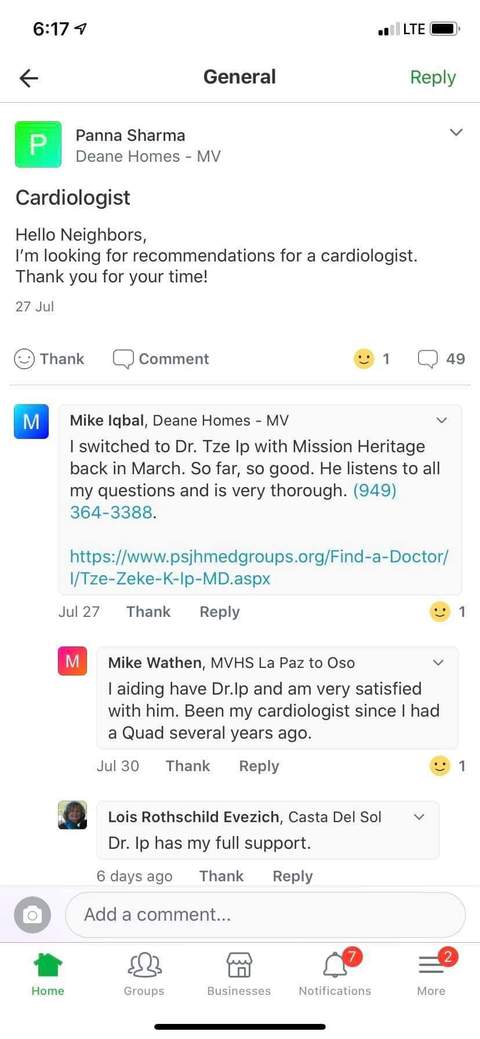 6:17
LTE
General
Reply
P
Panna Sharma
Deane Homes - MV
Cardiologist
Hello Neighbors,
I'm looking for recommendations for a cardiologist.
Thank you for your time!
27 Jul
Thank
Comment
1
49
M
Mike Iqbal, Deane Homes - MV
I switched to Dr. Tze Ip with Mission Heritage
back in March. So far, so good. He listens to all
my questions and is very thorough. (949)
364-3388.
https://www.psjhmedgroups.org/Find-a-Doctor/
I/Tze-Zeke-K-Ip-MD.aspx
Jul 27 Thank Reply 1
M
Mike Wathen, MVHS La Paz to Oso
I aiding have Dr.Ip and am very satisfied
with him. Been my cardiologist since I had
a Quad several years ago.
Jul 30 Thank Reply 1
Lois Rothschild Evezich, Casta Del Sol
Dr. Ip has my full support.
6 days ago Thank Reply
Add a comment...
7
2
Home Groups Businesses Notifications More